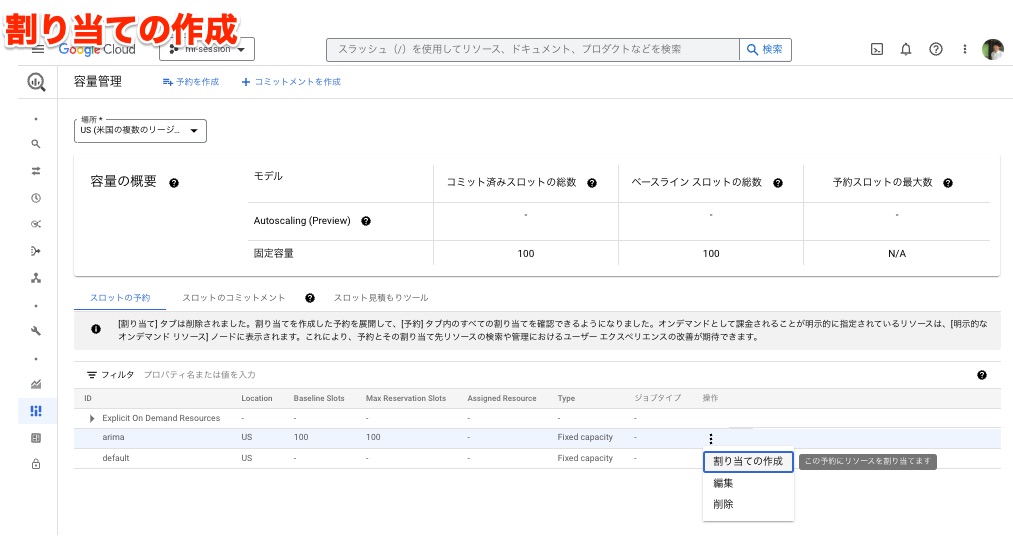 割り当ての作成
Google Cloud
スラッシュ（/）を使用してリソース、ドキュメント、プロダクトなどを検索
検索
容量管理
予約を作成
コミットメントを作成
場所 *
US (米国の複数のリージ...
容量の概要
モデル
コミット済みスロットの総数
ベースライン スロットの総数
予約スロットの最大数
Autoscaling (Preview)
-
-
-
固定容量
100
100
N/A
スロットの予約
スロットのコミットメント
スロット見積もりツール
[割り当て] タブは削除されました。割り当てを作成した予約を展開して、[予約] タブ内のすべての割り当てを確認できるようになりました。オンデマンドとして課金されることが明示的に指定されているリソースは、[明示的な
オンデマンド リソース] ノードに表示されます。これにより、予約とその割り当て先リソースの検索や管理におけるユーザー エクスペリエンスの改善が期待できます。
フィルタ プロパティ名または値を入力
ID Location Baseline Slots Max Reservation Slots Assigned Resource Type ジョブタイプ 操作
Explicit On Demand Resources - - - - - -
arima US 100 100 - Fixed capacity -
default US - - - Fixed capacity -
割り当ての作成
この予約にリソースを割り当てます
編集
削除